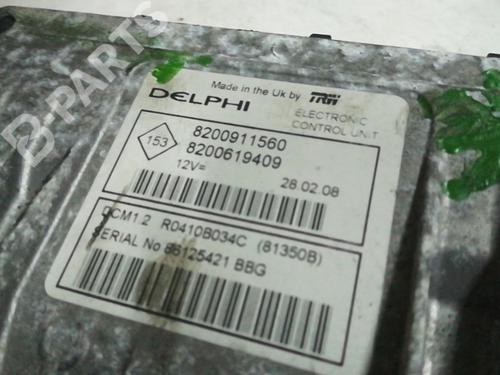 B-PARTS
Made in the Uk by TRW
DELPHI
ELECTRONIC
CONTROL UNIT
153
8200911560
8200619409
12V=
28.02.08
DCM1.2 R0410B034C (81350B)
SERIAL No 86125421 BBG